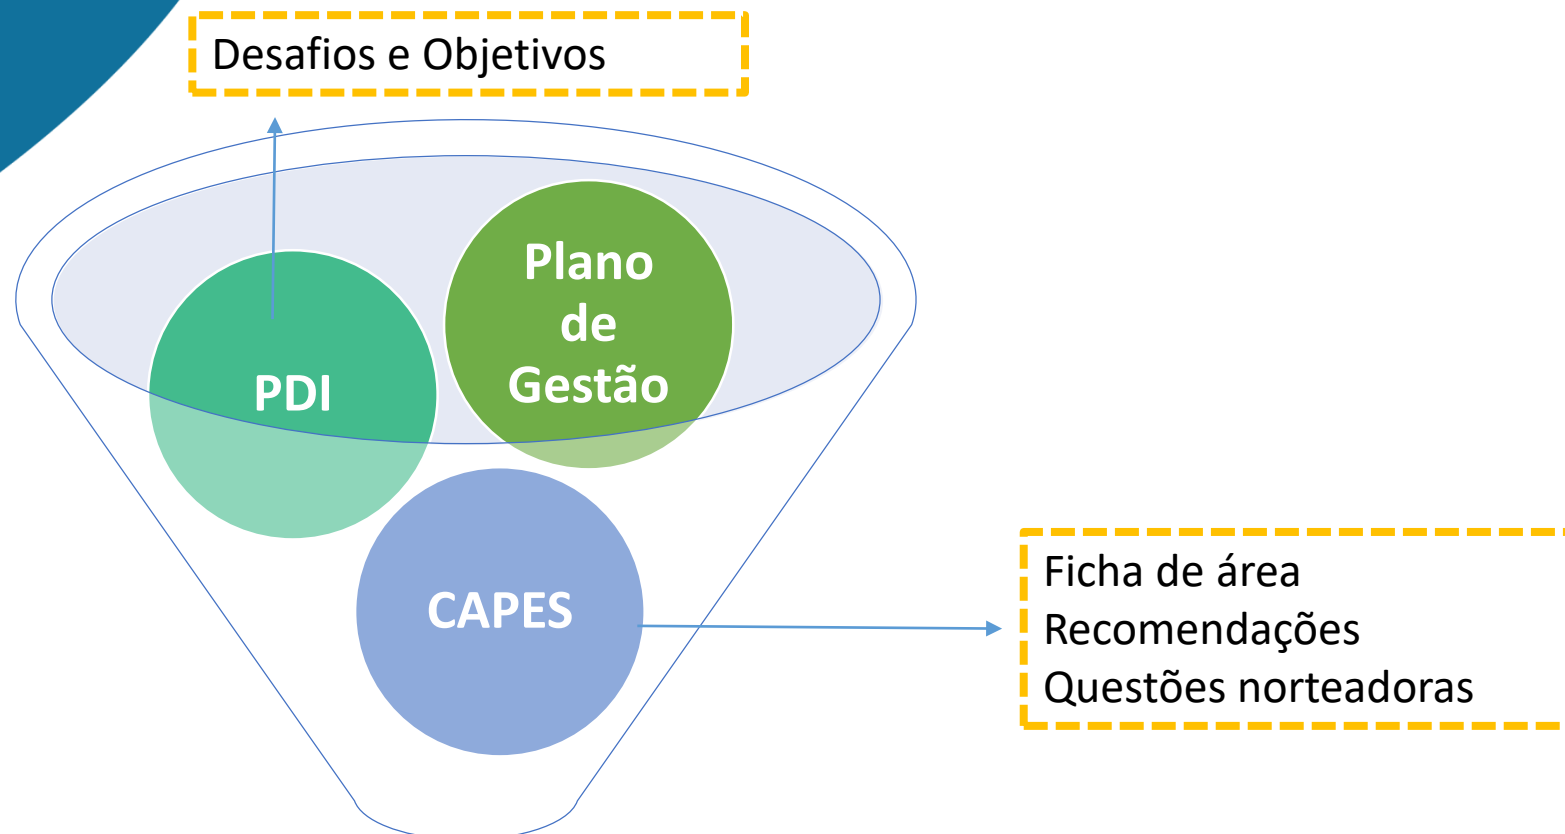 Desafios e Objetivos
Plano
de
Gestão
PDI
CAPES
Ficha de área
Recomendações
Questões norteadoras